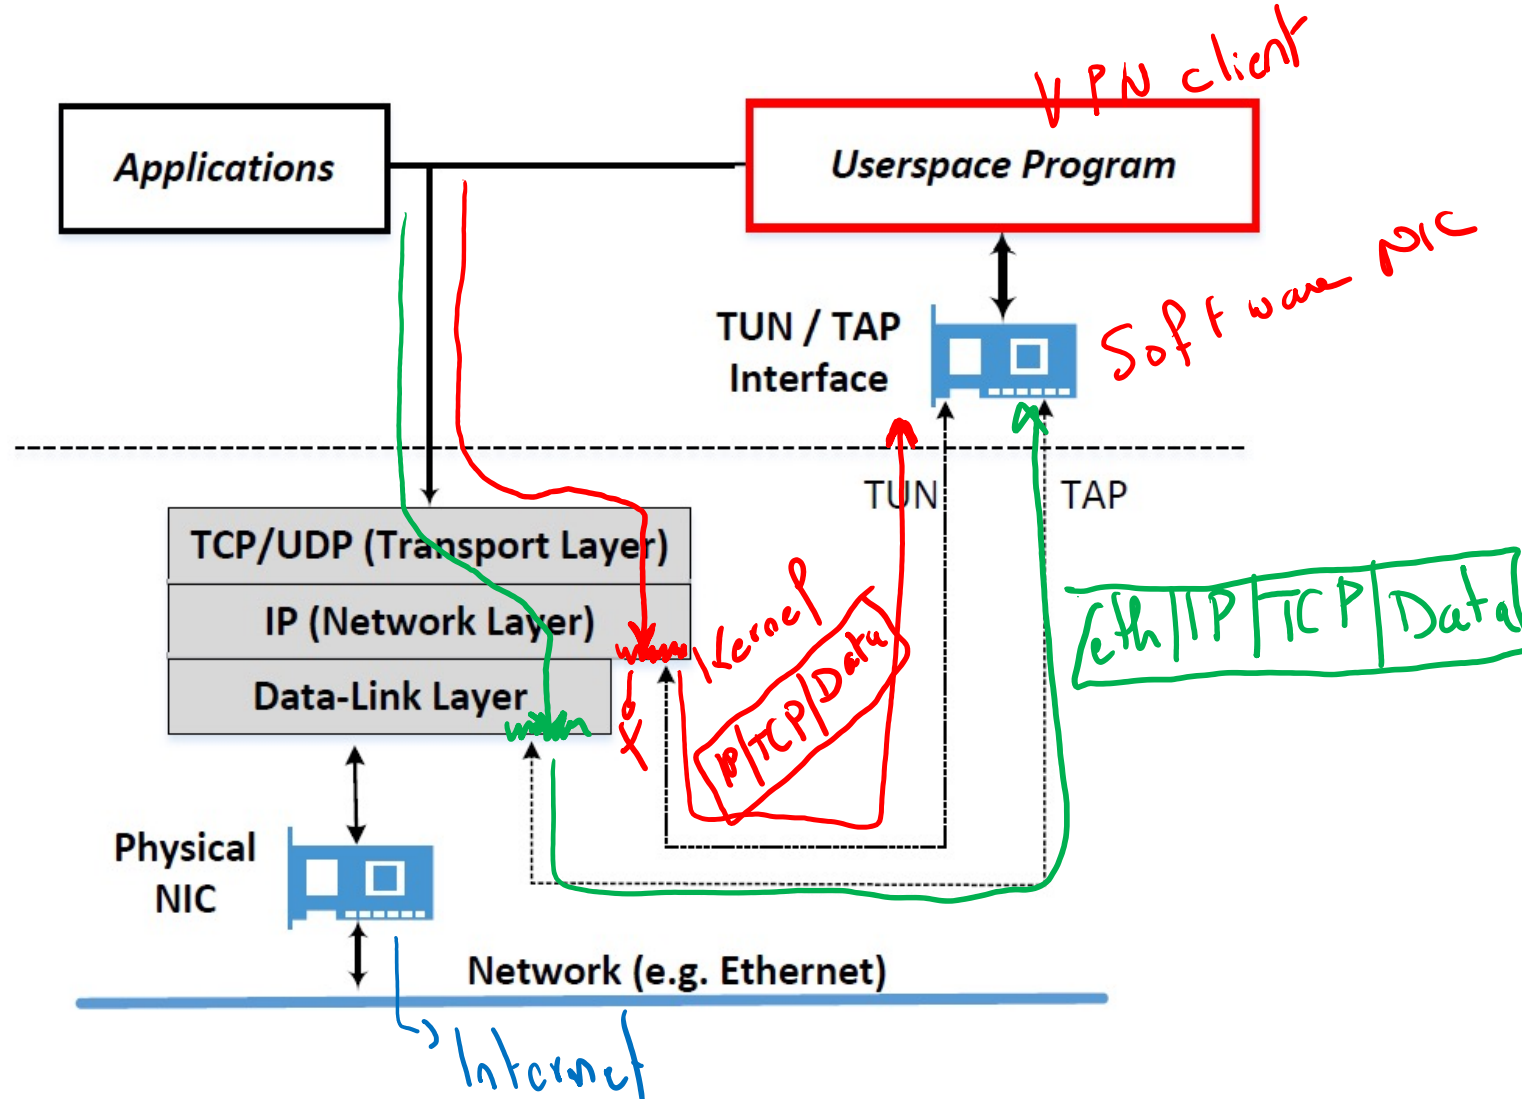 VPN client
Applications
Userspace Program
Software NIC
TUN / TAP
Interface
TUN
TAP
TCP/UDP (Transport Layer)
IP (Network Layer)
Kernel
eth|IP|TCP|Data
IP|TCP|Data
Data-Link Layer
Physical
NIC
Network (e.g. Ethernet)
Internet